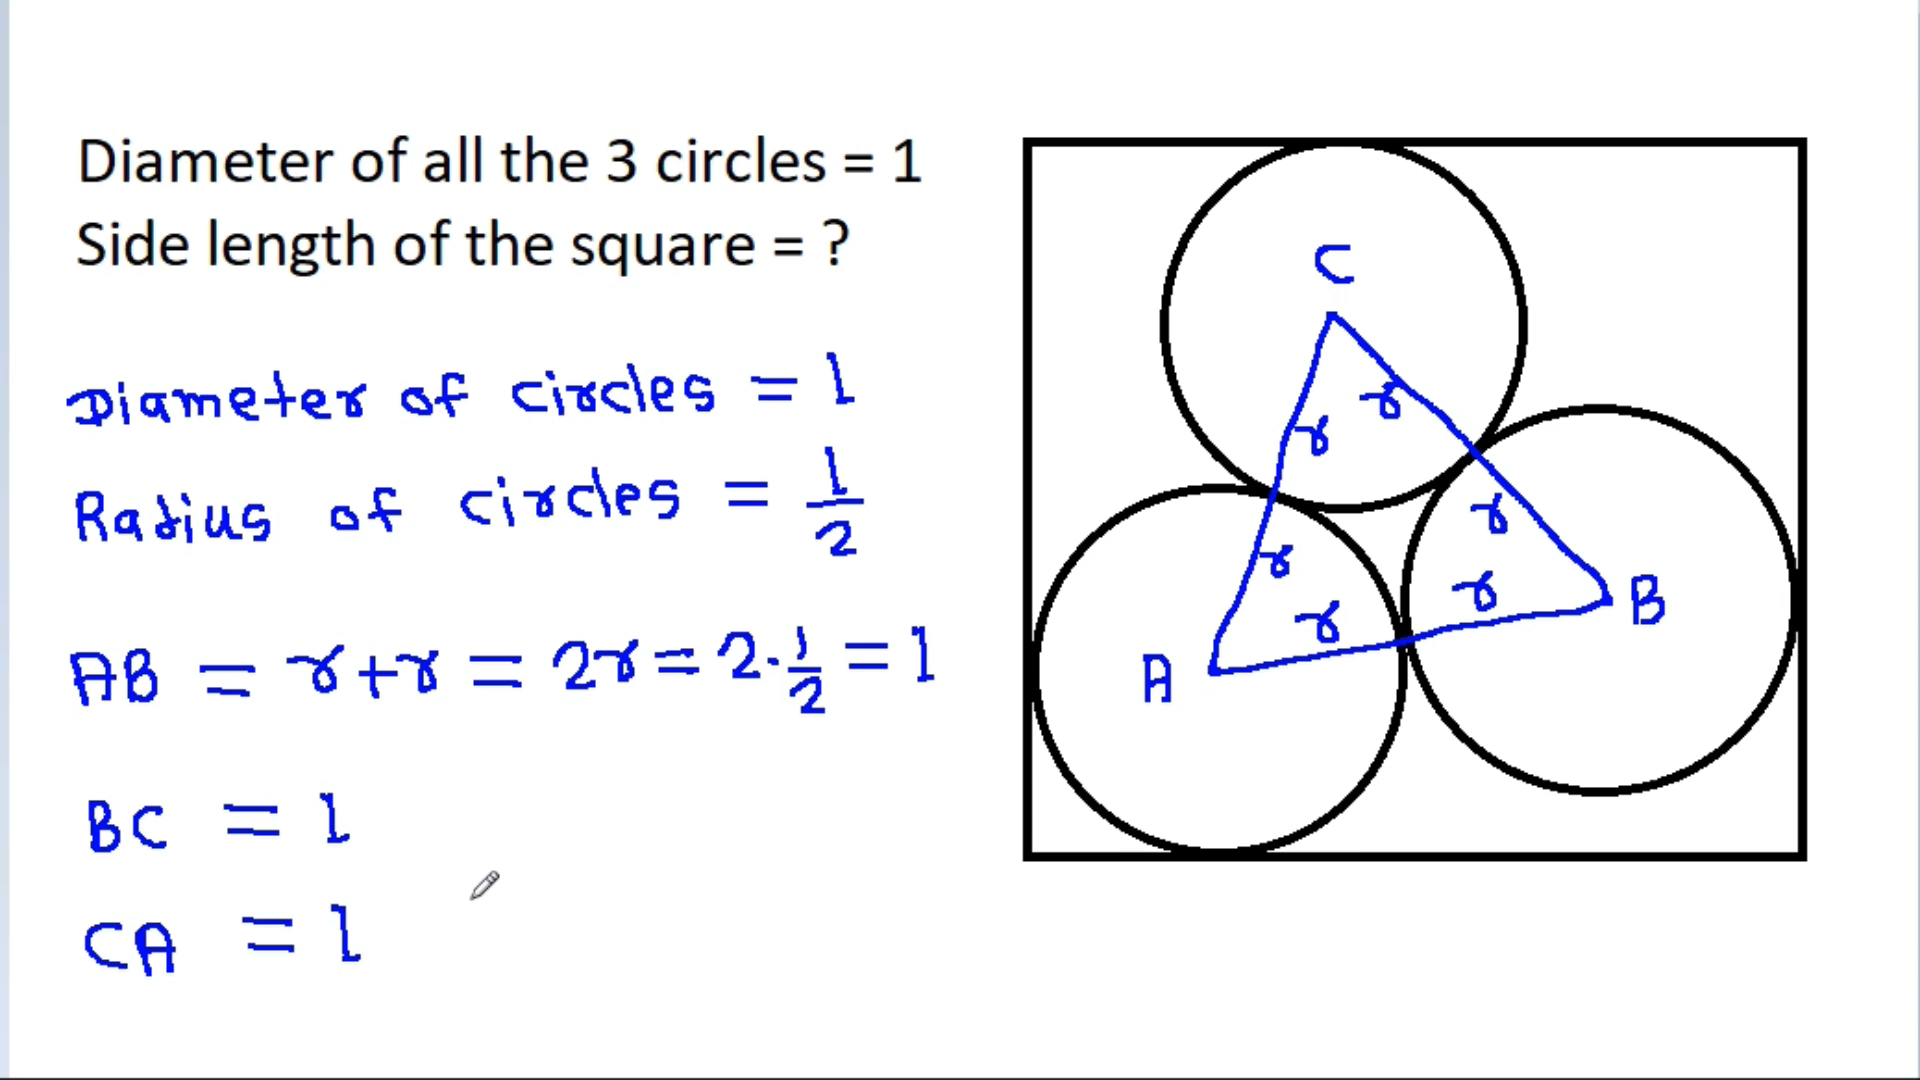 Diameter of all the 3 circles = 1
Side length of the square = ?
Diameter of circles = 1
Radius of circles = 1/2
AB = r+r = 2r = 2·1/2 = 1
BC = 1
CA = 1
C
r
r
r
r
r
r
B
A